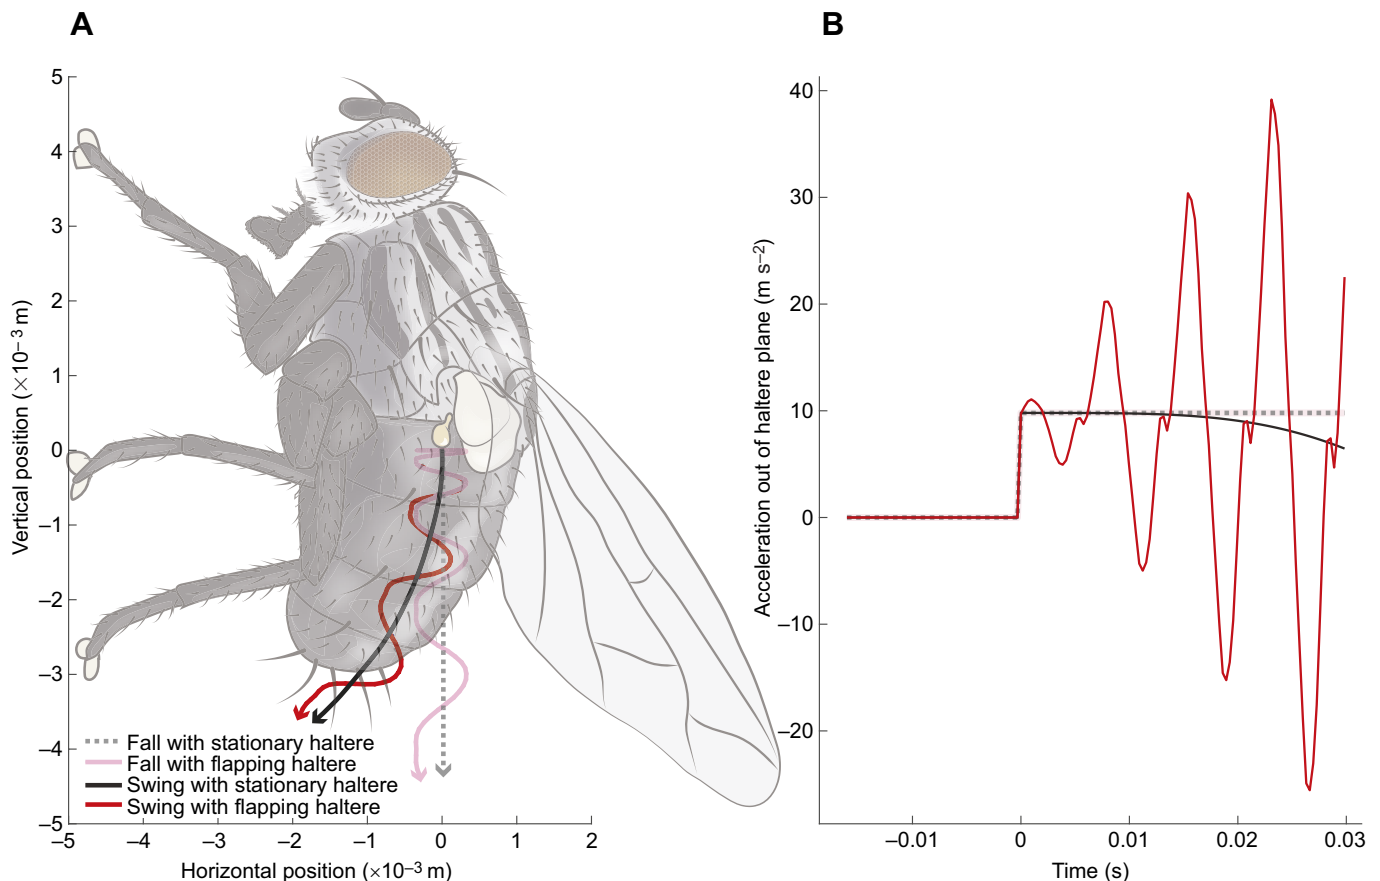 A
B
5
4
3
2
1
0
–1
–2
–3
–4
–5
Vertical position (×10⁻³ m)
Fall with stationary haltere
Fall with flapping haltere
Swing with stationary haltere
Swing with flapping haltere
–5 –4 –3 –2 –1 0 1 2
Horizontal position (×10⁻³ m)
40
30
20
10
0
–10
–20
Acceleration out of haltere plane (m s⁻²)
–0.01 0 0.01 0.02 0.03
Time (s)